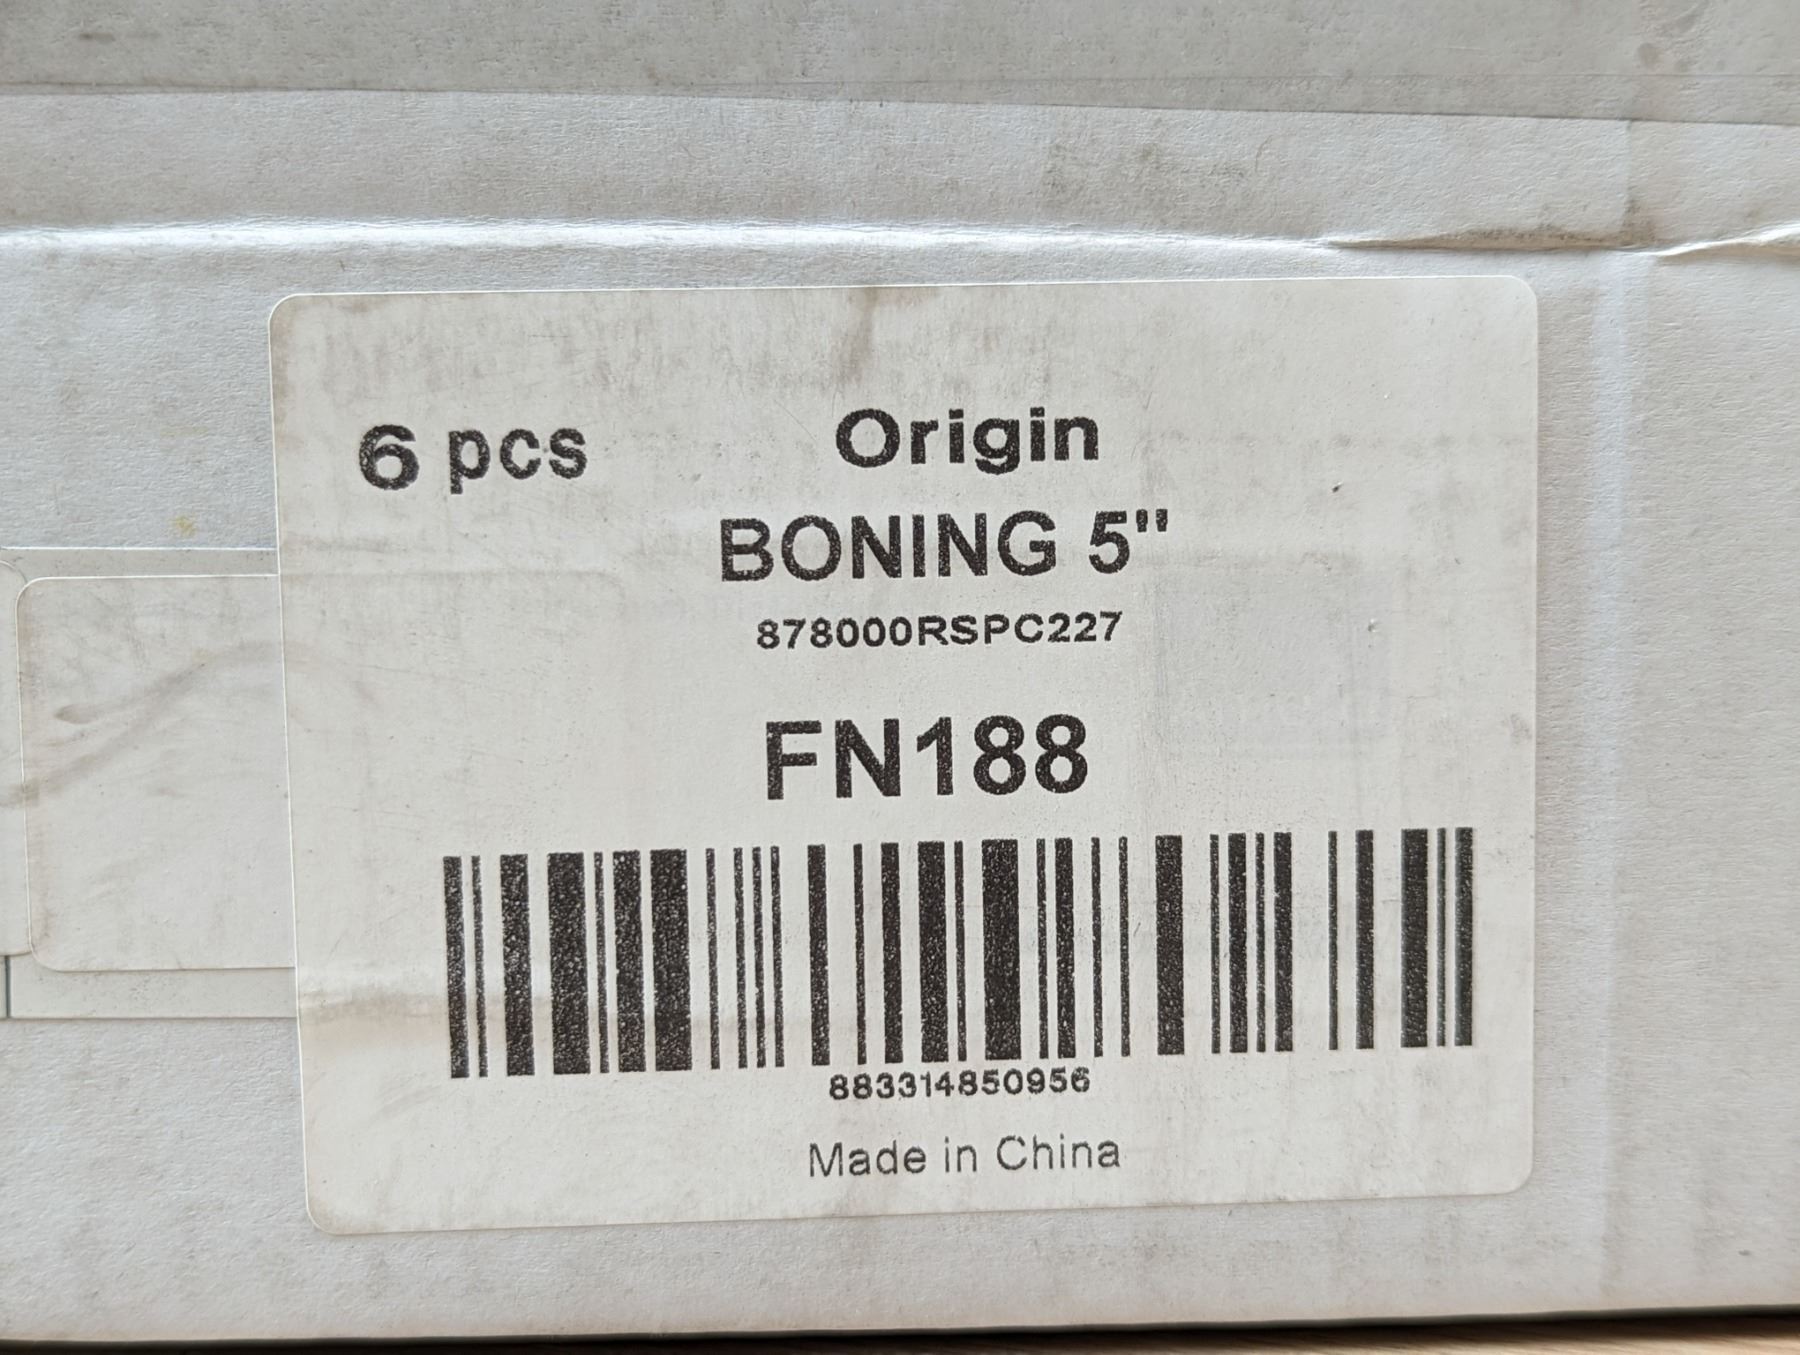 6 pcs
Origin
BONING 5"
878000RSPC227
FN188
883314850956
Made in China